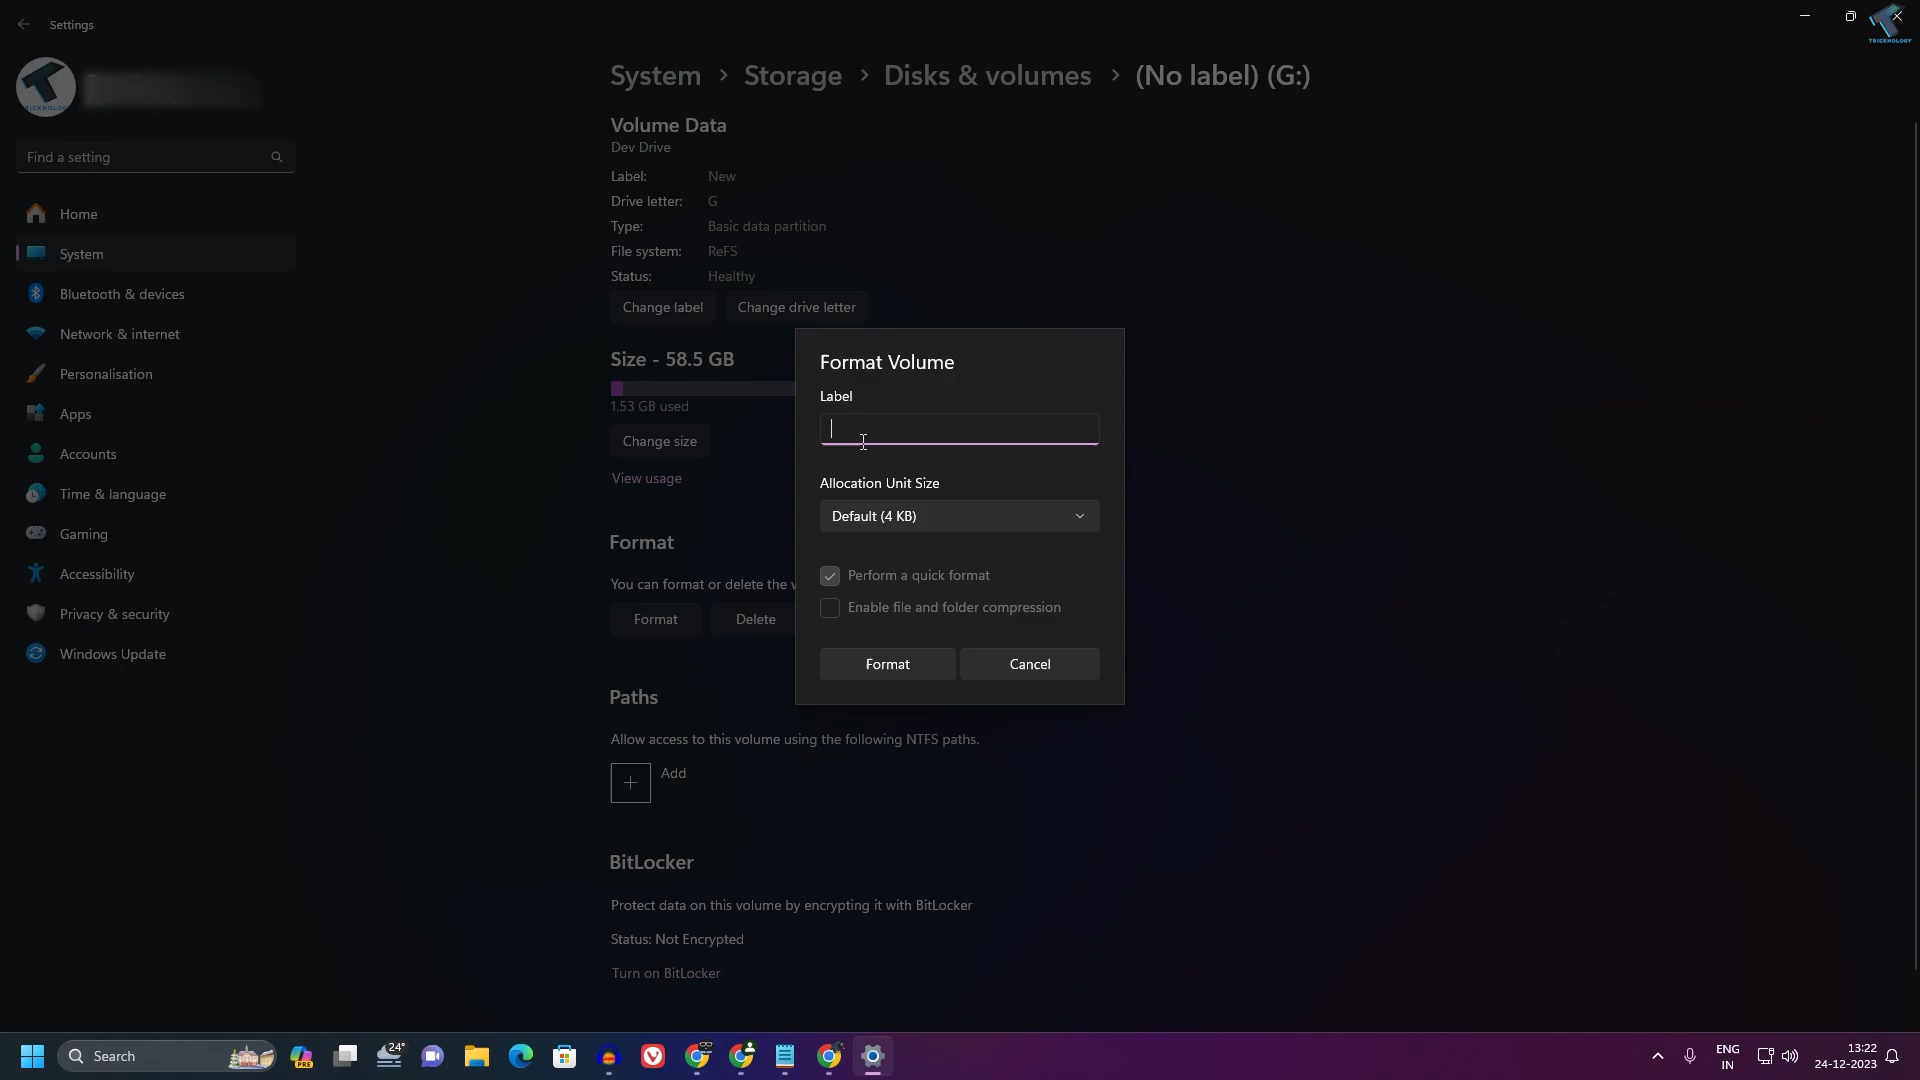 Settings
TRICKNOLOGY
System > Storage > Disks & volumes > (No label) (G:)
Find a setting
Home
System
Bluetooth & devices
Network & internet
Personalisation
Apps
Accounts
Time & language
Gaming
Accessibility
Privacy & security
Windows Update
Volume Data
Dev Drive
Label: New
Drive letter: G
Type: Basic data partition
File system: ReFS
Status: Healthy
Change label Change drive letter
Size - 58.5 GB
1.53 GB used
Change size
View usage
Format
You can format or delete the
Format Delete
Paths
Allow access to this volume using the following NTFS paths.
Add
BitLocker
Protect data on this volume by encrypting it with BitLocker
Status: Not Encrypted
Turn on BitLocker
Format Volume
Label
Allocation Unit Size
Default (4 KB)
Perform a quick format
Enable file and folder compression
Format Cancel
Search
PRE
24°
ENG
IN
13:22
24-12-2023